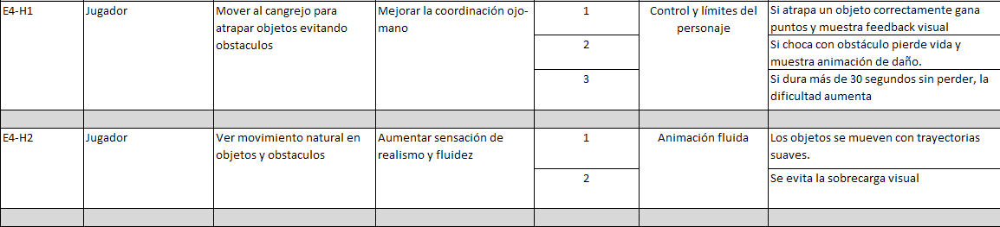 E4-H1
Jugador
Mover al cangrejo para
atrapar objetos evitando
obstaculos
Mejorar la coordinación ojo-
mano
1
Control y límites del
personaje
Si atrapa un objeto correctamente gana
puntos y muestra feedback visual
2
Si choca con obstáculo pierde vida y
muestra animación de daño.
3
Si dura más de 30 segundos sin perder, la
dificultad aumenta
E4-H2
Jugador
Ver movimiento natural en
objetos y obstaculos
Aumentar sensación de
realismo y fluidez
1
Animación fluida
Los objetos se mueven con trayectorias
suaves.
2
Se evita la sobrecarga visual